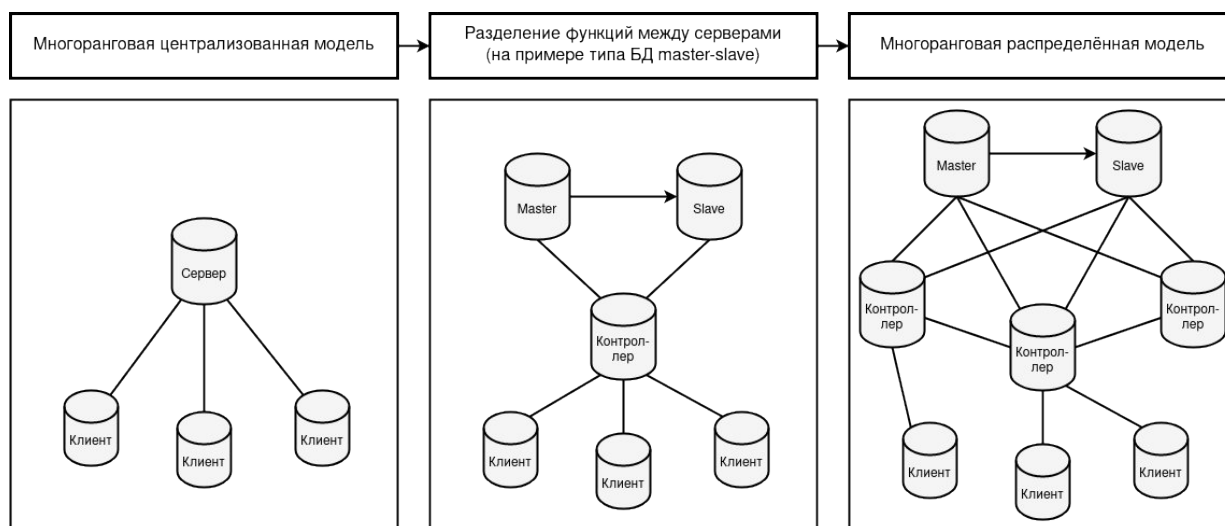 Многоранговая централизованная модель
Разделение функций между серверами
(на примере типа БД master-slave)
Многоранговая распределённая модель
Сервер
Клиент
Клиент
Клиент
Master
Slave
Контрол-
лер
Клиент
Клиент
Клиент
Master
Slave
Контрол-
лер
Контрол-
лер
Контрол-
лер
Клиент
Клиент
Клиент